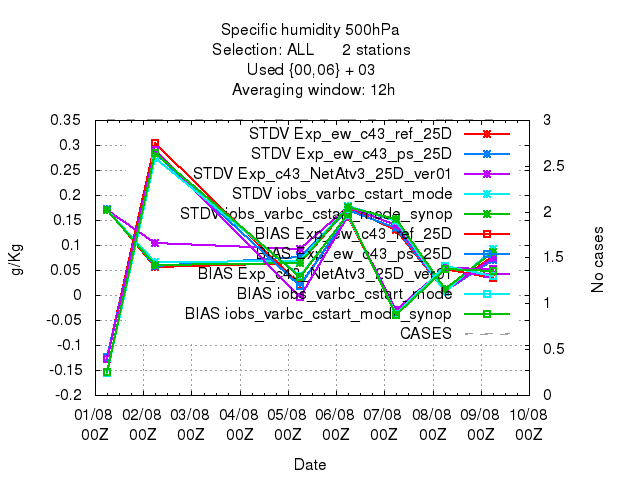 Specific humidity 500hPa
Selection: ALL 2 stations
Used {00,06} + 03
Averaging window: 12h
0.35
0.3
0.25
0.2
0.15
0.1
0.05
0
-0.05
-0.1
-0.15
-0.2
g/Kg
STDV Exp_ew_c43_ref_25D
STDV Exp_ew_c43_ps_25D
STDV Exp_c43_NetAtv3_25D_ver01
STDV iobs_varbc_cstart_mode
STDV iobs_varbc_cstart_mode_synop
BIAS Exp_ew_c43_ref_25D
BIAS Exp_ew_c43_ps_25D
BIAS Exp_c43_NetAtv3_25D_ver01
BIAS iobs_varbc_cstart_mode
BIAS iobs_varbc_cstart_mode_synop
CASES
3
2.5
2
1.5
1
0.5
0
No cases
01/08 02/08 03/08 04/08 05/08 06/08 07/08 08/08 09/08 10/08
00Z 00Z 00Z 00Z 00Z 00Z 00Z 00Z 00Z 00Z
Date